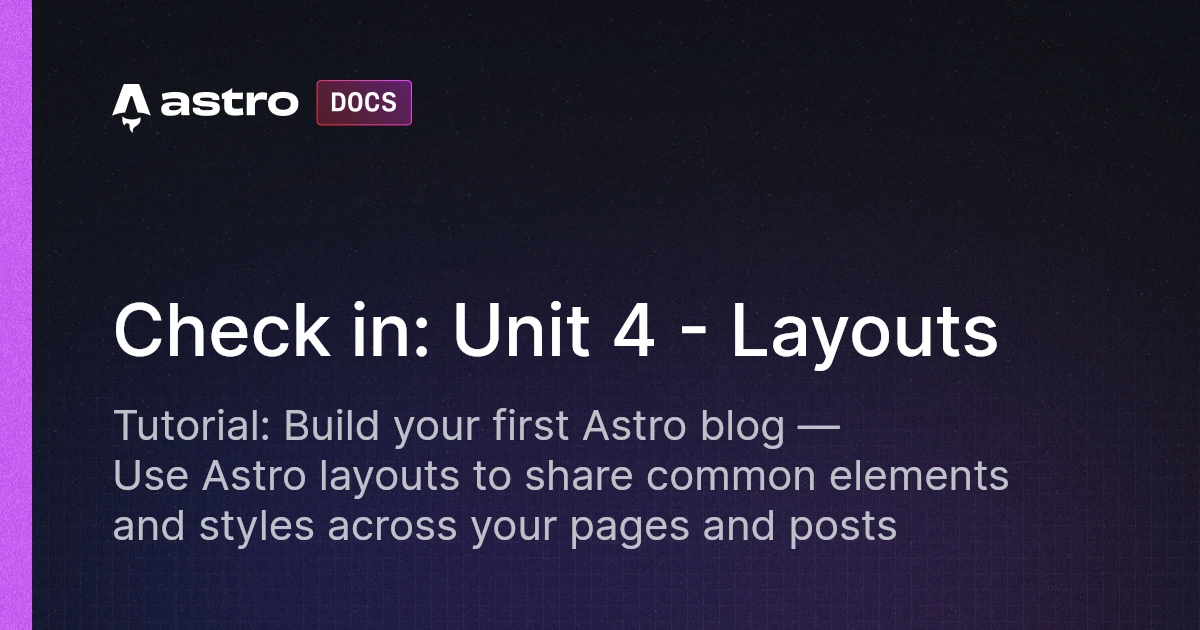 astro DOCS
Check in: Unit 4 - Layouts
Tutorial: Build your first Astro blog —
Use Astro layouts to share common elements
and styles across your pages and posts